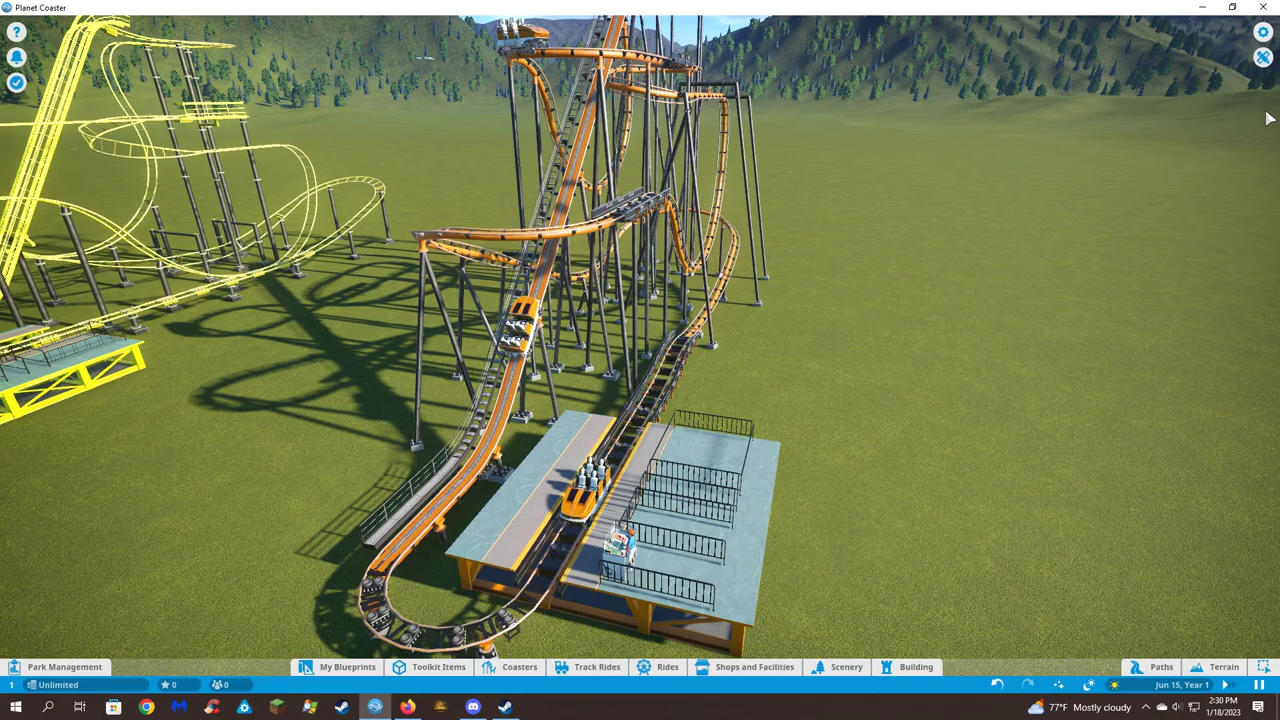 Planet Coaster
?
Park Management
My Blueprints
Toolkit Items
Coasters
Track Rides
Rides
Shops and Facilities
Scenery
Building
Paths
Terrain
1
Unlimited
0
0
Jun 15, Year 1
77°F Mostly cloudy
2:30 PM
1/18/2023